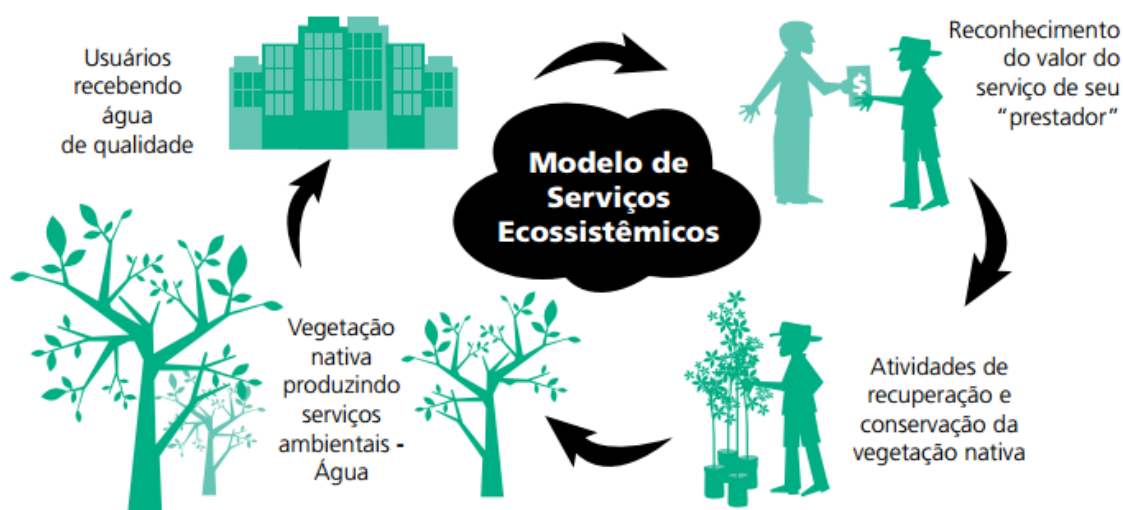 Usuários
recebendo
água
de qualidade
Reconhecimento
do valor do
serviço de seu
“prestador”
$
Modelo de
Serviços
Ecossistêmicos
Vegetação
nativa
produzindo
serviços
ambientais -
Água
Atividades de
recuperação e
conservação da
vegetação nativa